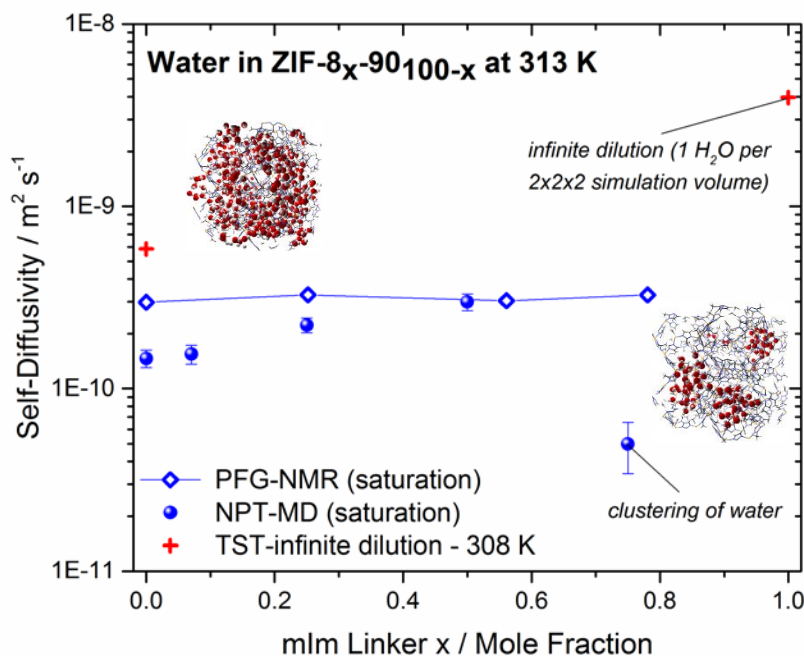 Water in ZIF-8x-90100-x at 313 K
1E-8
1E-9
1E-10
1E-11
Self-Diffusivity / m² s⁻¹
infinite dilution (1 H₂O per
2x2x2 simulation volume)
clustering of water
PFG-NMR (saturation)
NPT-MD (saturation)
TST-infinite dilution - 308 K
0.0 0.2 0.4 0.6 0.8 1.0
mIm Linker x / Mole Fraction